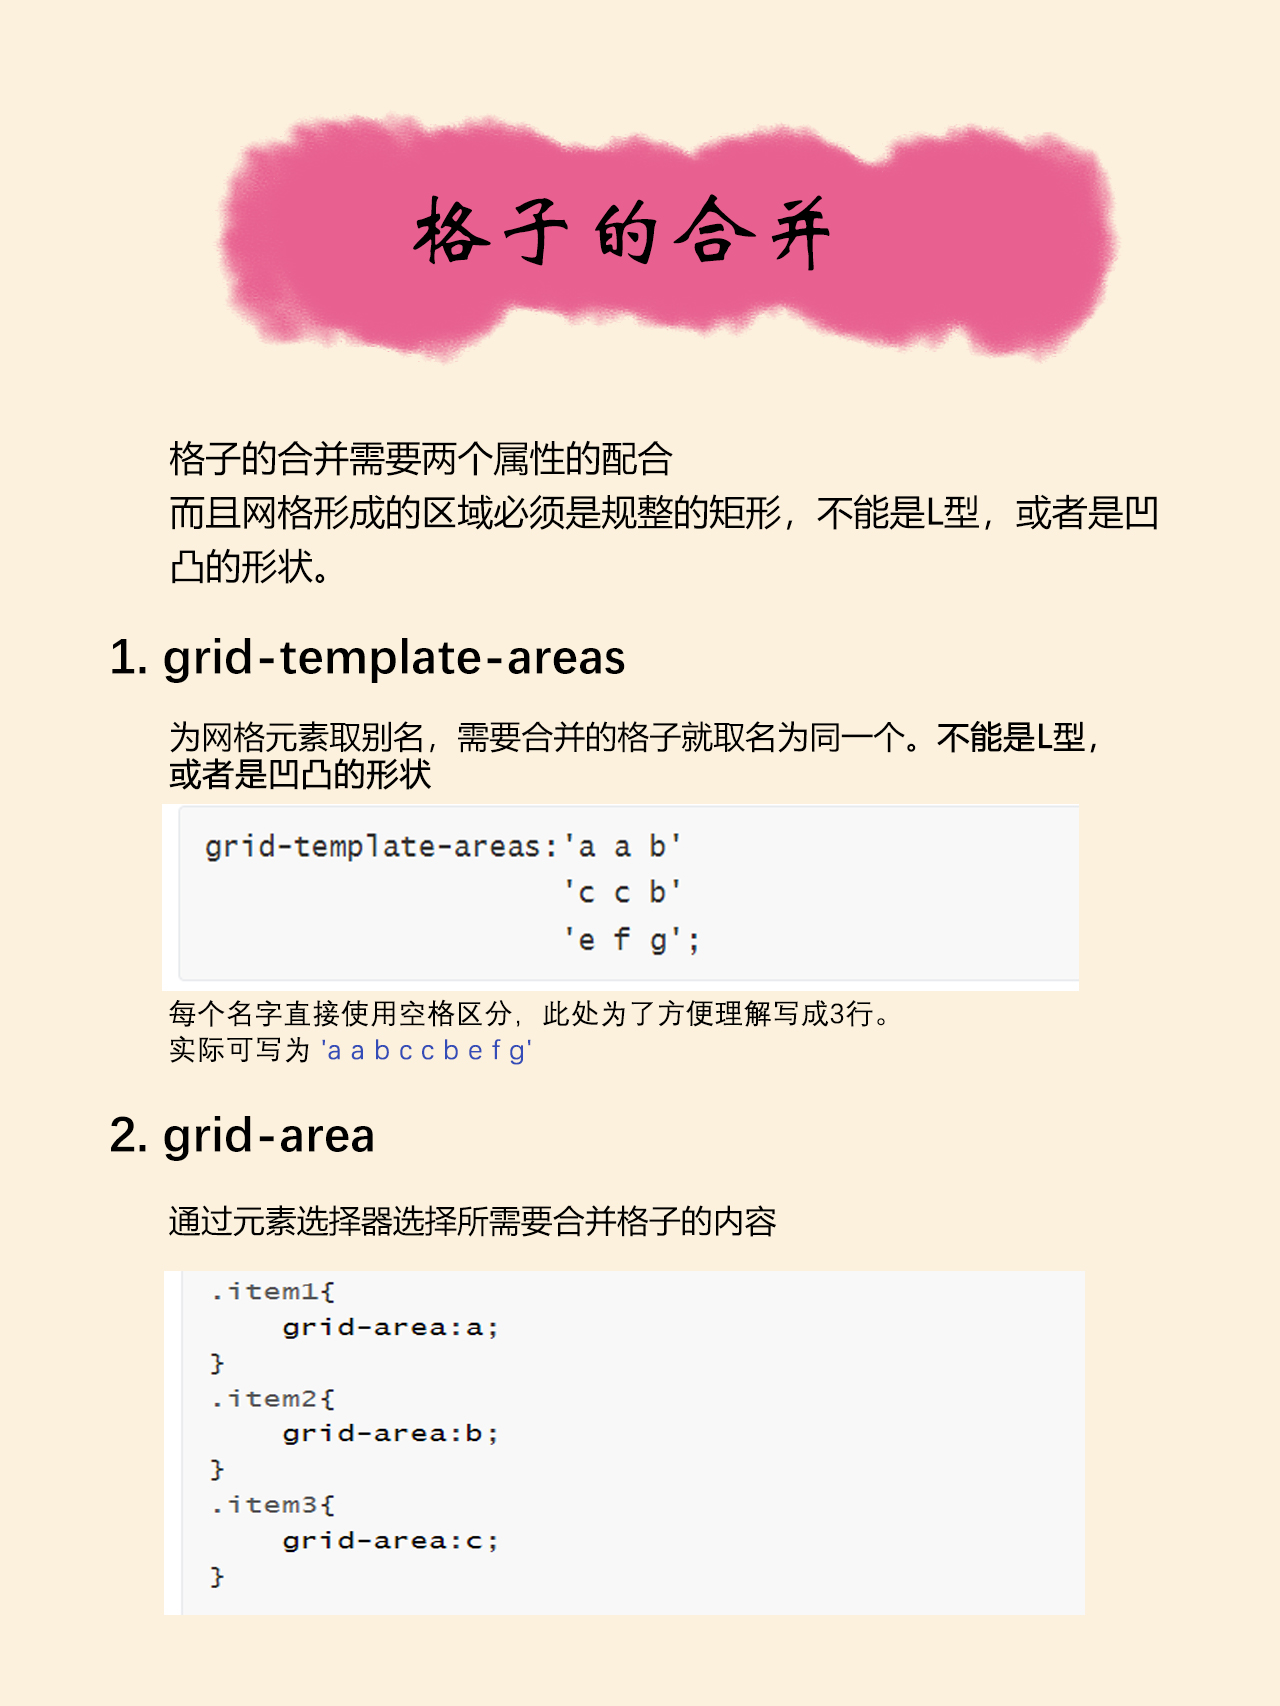 格子的合并
格子的合并需要两个属性的配合
而且网格形成的区域必须是规整的矩形，不能是L型，或者是凹
凸的形状。
1. grid-template-areas
为网格元素取别名，需要合并的格子就取名为同一个。不能是L型，
或者是凹凸的形状
grid-template-areas:'a a b'
'c c b'
'e f g';
每个名字直接使用空格区分，此处为了方便理解写成3行。
实际可写为 'a a b c c b e f g'
2. grid-area
通过元素选择器选择所需要合并格子的内容
.item1{
grid-area:a;
}
.item2{
grid-area:b;
}
.item3{
grid-area:c;
}